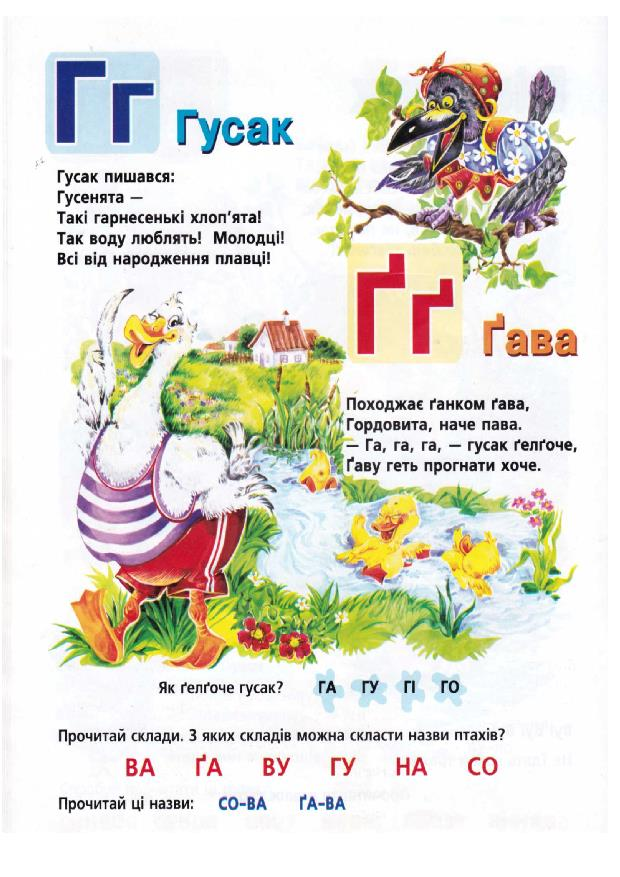 Гг
Гусак
Гусак пишався:
Гусенята —
Такі гарнесенькі хлоп'ята!
Так воду люблять! Молодці!
Всі від народження плавці!
Ґґ
Ґава
Походжає ґанком ґава,
Гордовита, наче пава.
— Га, га, га, — гусак ґелґоче,
Ґаву геть прогнати хоче.
Як ґелґоче гусак? ГА ГУ ГІ ГО
Прочитай склади. З яких складів можна скласти назви птахів?
ВА ҐА ВУ ГУ НА СО
Прочитай ці назви: СО–ВА ҐА–ВА